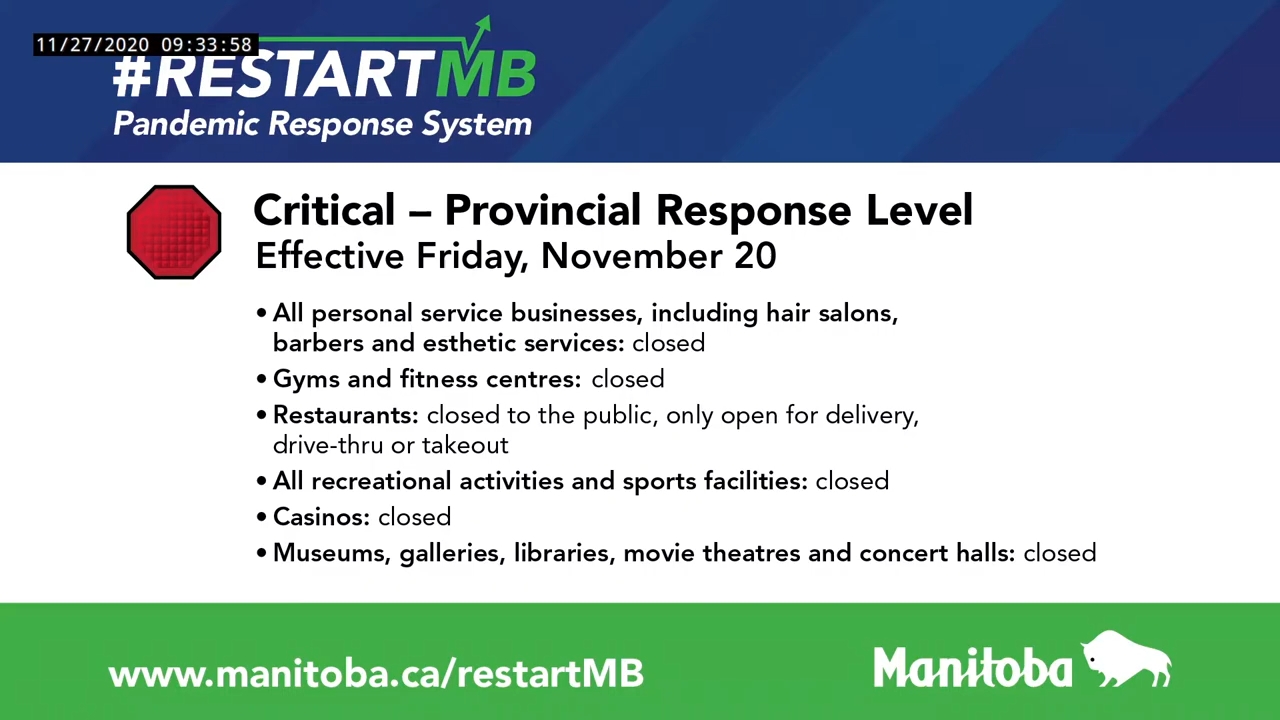 11/27/2020 09:33:58
#RESTARTMB
Pandemic Response System
Critical – Provincial Response Level
Effective Friday, November 20
• All personal service businesses, including hair salons,
barbers and esthetic services: closed
• Gyms and fitness centres: closed
• Restaurants: closed to the public, only open for delivery,
drive-thru or takeout
• All recreational activities and sports facilities: closed
• Casinos: closed
• Museums, galleries, libraries, movie theatres and concert halls: closed
www.manitoba.ca/restartMB
Manitoba